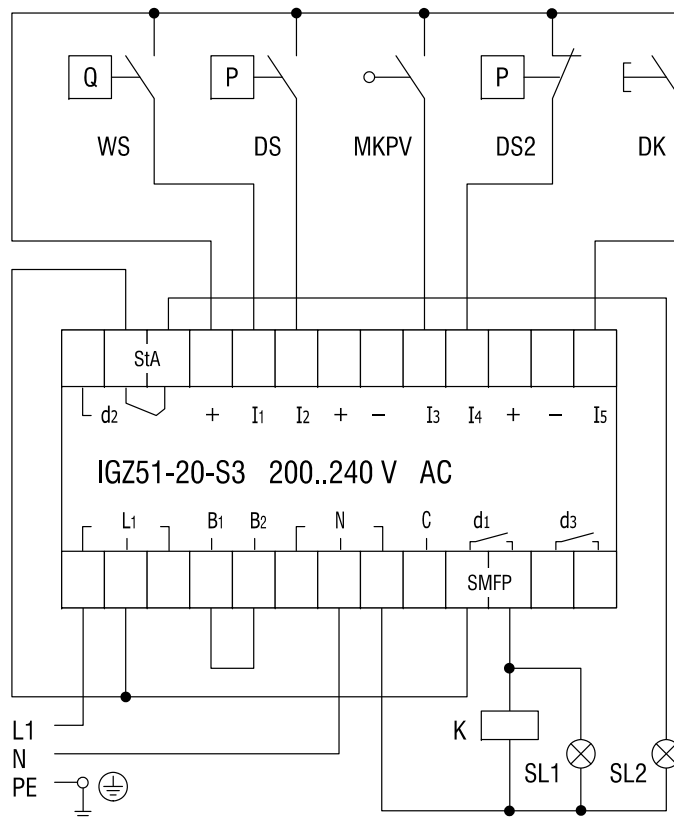 Q P P
WS DS MKPV DS2 DK
StA
d2 + I1 I2 + − I3 I4 + − I5
IGZ51-20-S3 200..240 V AC
L1 B1 B2 N C d1 d3
SMFP
L1
N
PE
K
SL1 SL2